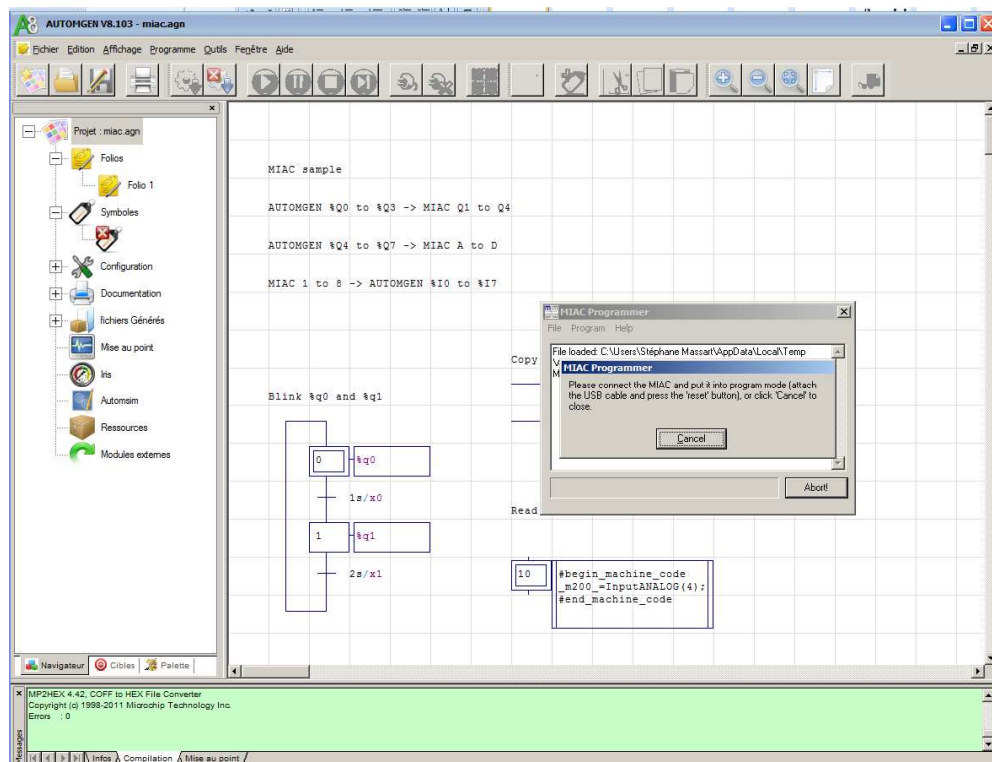 AUTOMGEN V8.103 - miac.agn
Fichier Edition Affichage Programme Outils Fenêtre Aide
Projet : miac.agn
Folios
Folio 1
Symboles
Configuration
Documentation
fichiers Générés
Mise au point
Iris
Automsim
Ressources
Modules externes
Navigateur Cibles Palette
MIAC sample
AUTOMGEN %Q0 to %Q3 -> MIAC Q1 to Q4
AUTOMGEN %Q4 to %Q7 -> MIAC A to D
MIAC 1 to 8 -> AUTOMGEN %I0 to %I7
Blink %q0 and %q1
0 %q0
1s/x0
1 %q1
2s/x1
Copy
Read
10
#begin_machine_code
_m200_=InputANALOG(4);
#end_machine_code
MIAC Programmer
File Program Help
File loaded: C:\Users\Stéphane Massart\AppData\Local\Temp
MIAC Programmer
Please connect the MIAC and put it into program mode (attach
the USB cable and press the 'reset' button), or click 'Cancel' to
close.
Cancel
Abort!
Messages
MP2HEX 4.42, COFF to HEX File Converter
Copyright (c) 1998-2011 Microchip Technology Inc.
Errors : 0
Infos Compilation Mise au point